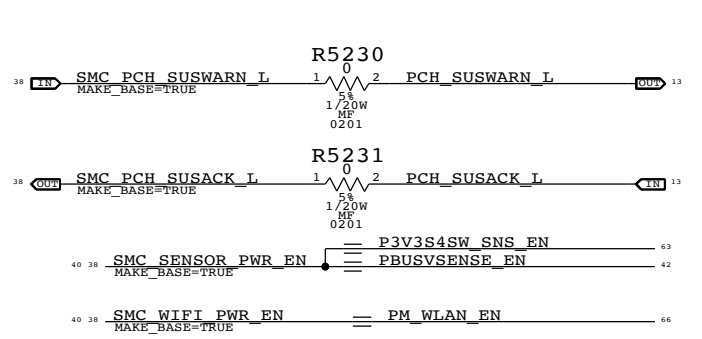 R5230
0
38 IN SMC_PCH_SUSWARN_L 1 2 PCH_SUSWARN_L OUT 13
MAKE_BASE=TRUE
5%
1/20W
MF
0201
R5231
0
38 OUT SMC_PCH_SUSACK_L 1 2 PCH_SUSACK_L IN 13
MAKE_BASE=TRUE
5%
1/20W
MF
0201
P3V3S4SW_SNS_EN 63
40 38 SMC_SENSOR_PWR_EN PBUSVSENSE_EN 42
MAKE_BASE=TRUE
40 38 SMC_WIFI_PWR_EN PM_WLAN_EN 66
MAKE_BASE=TRUE